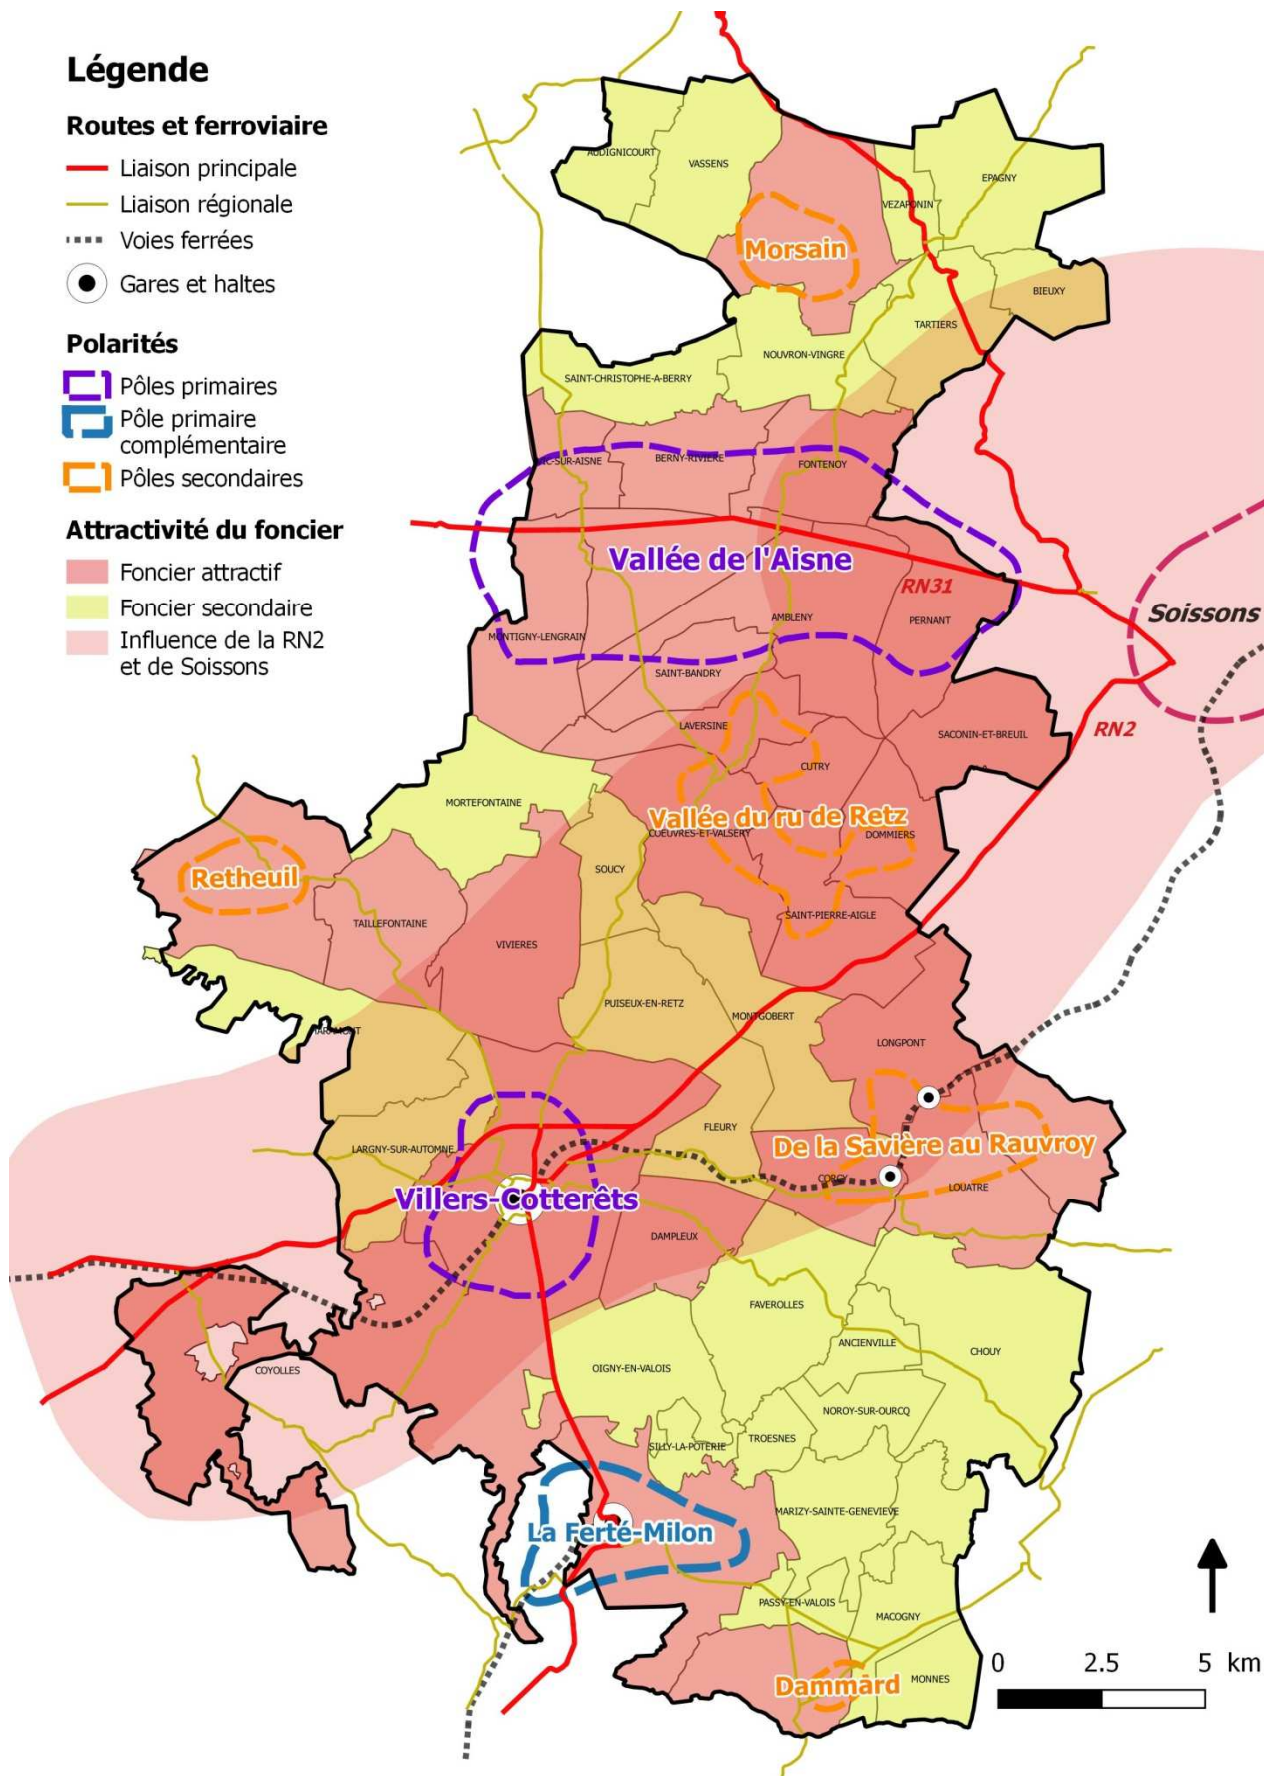 Légende
Routes et ferroviaire
Liaison principale
Liaison régionale
Voies ferrées
Gares et haltes
Polarités
Pôles primaires
Pôle primaire
complémentaire
Pôles secondaires
Attractivité du foncier
Foncier attractif
Foncier secondaire
Influence de la RN2
et de Soissons
AUDIGNICOURT
VASSENS
EPAGNY
VEZAPONIN
Morsain
BIEUXY
TARTIERS
NOUVRON-VINGRE
SAINT-CHRISTOPHE-A-BERRY
IC-SUR-AISNE
BERNY-RIVIERE
FONTENOY
Vallée de l'Aisne
RN31
Soissons
AMBLENY
PERNANT
MONTIGNY-LENGRAIN
SAINT-BANDRY
LAVERSINE
SACONIN-ET-BREUIL
RN2
CUTRY
MORTEFONTAINE
Vallée du ru de Retz
COEUVRES-ET-VALSERY
DOMMIERS
SOUCY
Retheuil
SAINT-PIERRE-AIGLE
TAILLEFONTAINE
VIVIERES
PUISEUX-EN-RETZ
MONTGOBERT
HARAMONT
LONGPONT
FLEURY
De la Savière au Rauvroy
LARGNY-SUR-AUTOMNE
CORCY
LOUATRE
Villers-Cotterêts
DAMPLEUX
FAVEROLLES
ANCIENVILLE
CHOUY
COYOLLES
OIGNY-EN-VALOIS
NOROY-SUR-OURCQ
TROESNES
SILLY-LA-POTERIE
MARIZY-SAINTE-GENEVIEVE
La Ferté-Milon
PASSY-EN-VALOIS
MACOGNY
MONNES
Dammard
0 2.5 5 km